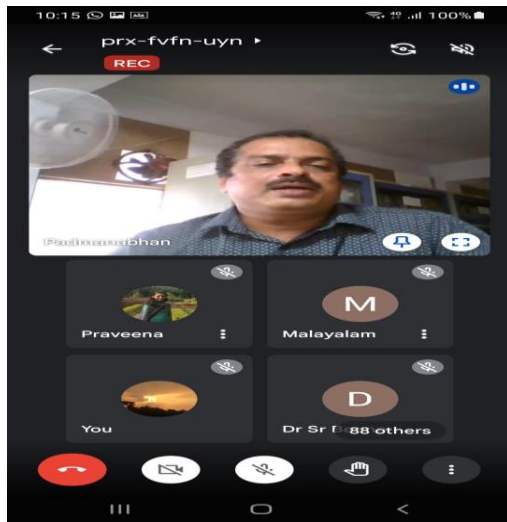 10:15 100%
prx-fvfn-uyn
REC
Padmanabhan
Praveena
M
Malayalam
You
D
Dr Sr
88 others